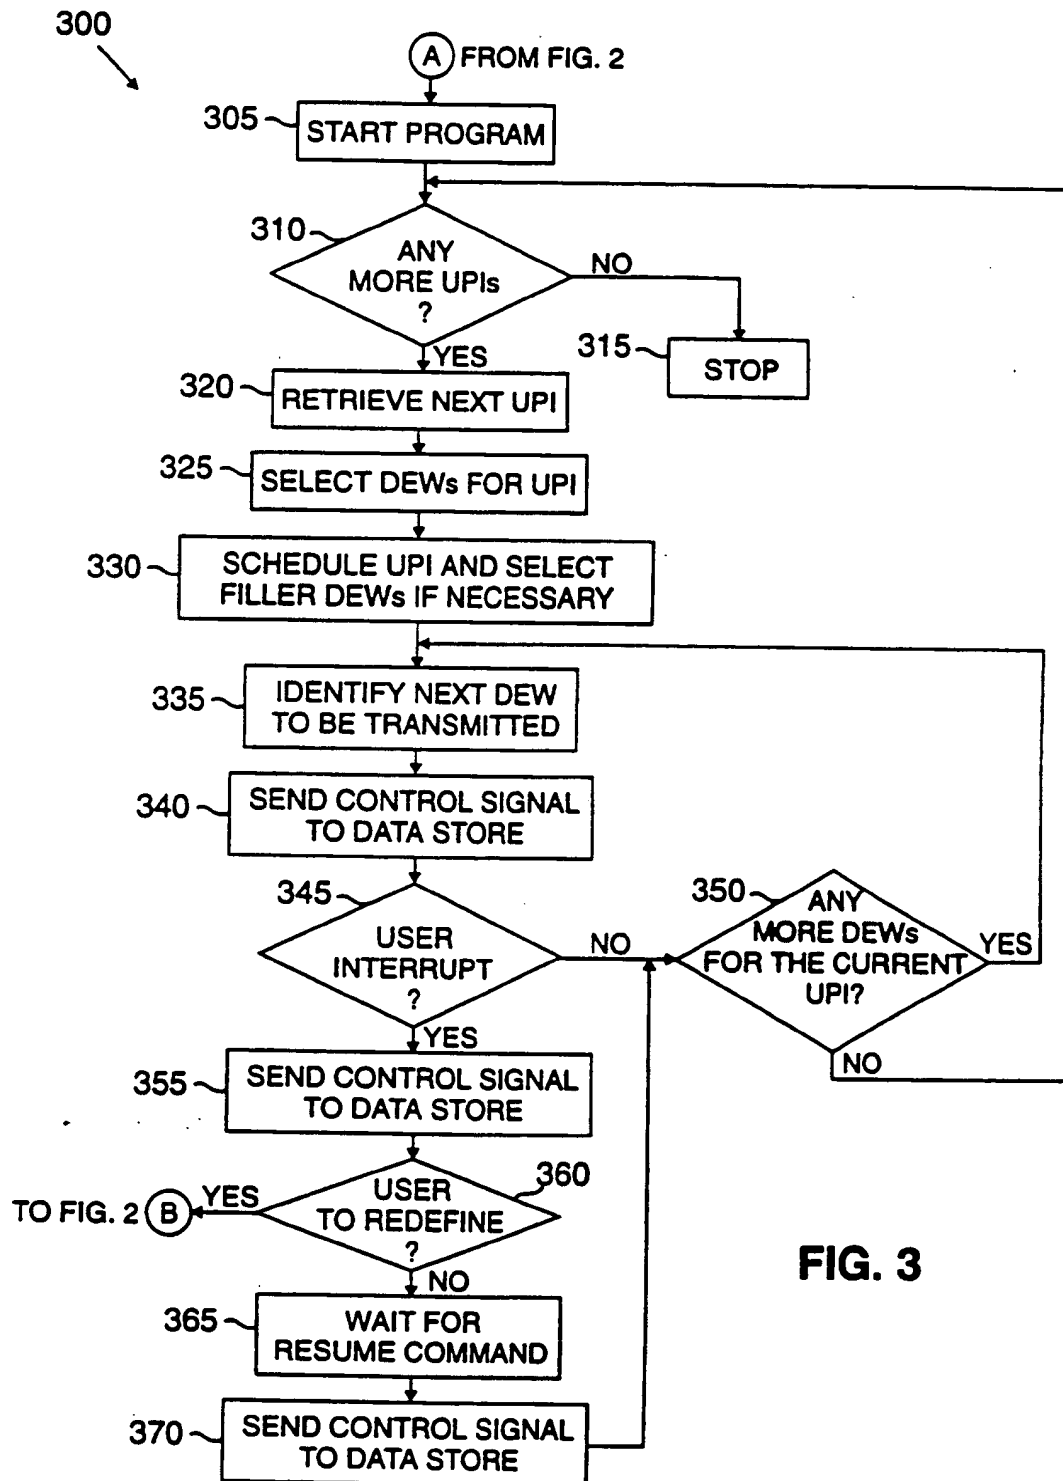 300
A FROM FIG. 2
305
START PROGRAM
310
ANY
MORE UPIs
?
NO
YES
315
STOP
320
RETRIEVE NEXT UPI
325
SELECT DEWs FOR UPI
330
SCHEDULE UPI AND SELECT
FILLER DEWs IF NECESSARY
335
IDENTIFY NEXT DEW
TO BE TRANSMITTED
340
SEND CONTROL SIGNAL
TO DATA STORE
345
USER
INTERRUPT
?
NO
YES
350
ANY
MORE DEWs
FOR THE CURRENT
UPI?
YES
NO
355
SEND CONTROL SIGNAL
TO DATA STORE
360
USER
TO REDEFINE
?
YES
TO FIG. 2 B
NO
365
WAIT FOR
RESUME COMMAND
370
SEND CONTROL SIGNAL
TO DATA STORE
FIG. 3